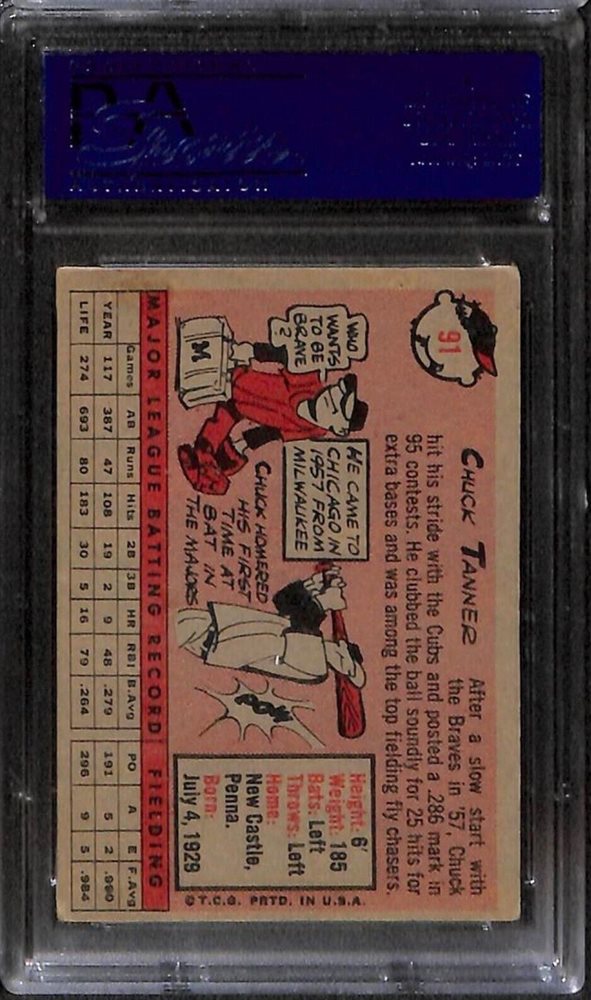 PSA
91
CHUCK TANNER After a slow start with
the Braves in '57, Chuck
hit his stride with the Cubs and posted a .286 mark in
95 contests. He clubbed the ball soundly for 25 hits for
extra bases and was among the top fielding fly chasers.
WHO
WANTS
TO BE
BRAVE
?
M
HE CAME TO
CHICAGO IN
1957 FROM
MILWAUKEE
CHUCK HOMERED
HIS FIRST
TIME AT
BAT IN
THE MAJORS
POW
Height: 6'
Weight: 185
Bats: Left
Throws: Left
Home:
New Castle,
Penna.
Born:
July 4, 1929
©T.C.G. PRTD. IN U.S.A.
MAJOR LEAGUE BATTING RECORD FIELDING
Games AB Runs Hits 2B 3B HR RBI B.Avg PO A E F.Avg
YEAR 117 387 47 108 19 2 9 48 .279 191 5 2 .990
LIFE 274 693 80 183 30 5 16 79 .264 296 9 5 .984